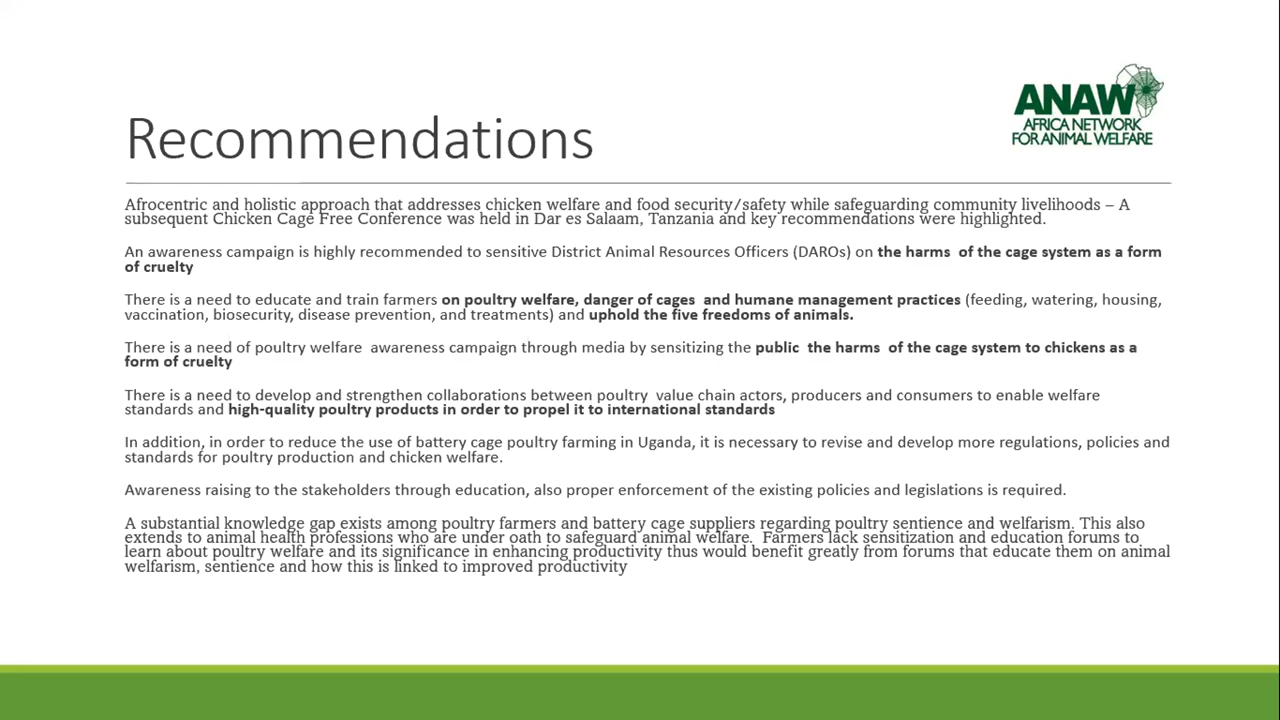 ANAW
AFRICA NETWORK
FOR ANIMAL WELFARE
Recommendations
Afrocentric and holistic approach that addresses chicken welfare and food security/safety while safeguarding community livelihoods – A
subsequent Chicken Cage Free Conference was held in Dar es Salaam, Tanzania and key recommendations were highlighted.
An awareness campaign is highly recommended to sensitive District Animal Resources Officers (DAROs) on the harms of the cage system as a form
of cruelty
There is a need to educate and train farmers on poultry welfare, danger of cages and humane management practices (feeding, watering, housing,
vaccination, biosecurity, disease prevention, and treatments) and uphold the five freedoms of animals.
There is a need of poultry welfare awareness campaign through media by sensitizing the public the harms of the cage system to chickens as a
form of cruelty
There is a need to develop and strengthen collaborations between poultry value chain actors, producers and consumers to enable welfare
standards and high-quality poultry products in order to propel it to international standards
In addition, in order to reduce the use of battery cage poultry farming in Uganda, it is necessary to revise and develop more regulations, policies and
standards for poultry production and chicken welfare.
Awareness raising to the stakeholders through education, also proper enforcement of the existing policies and legislations is required.
A substantial knowledge gap exists among poultry farmers and battery cage suppliers regarding poultry sentience and welfarism. This also
extends to animal health professions who are under oath to safeguard animal welfare. Farmers lack sensitization and education forums to
learn about poultry welfare and its significance in enhancing productivity thus would benefit greatly from forums that educate them on animal
welfarism, sentience and how this is linked to improved productivity